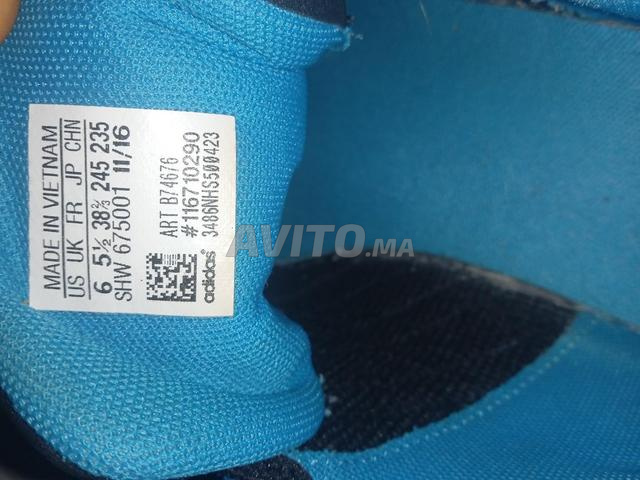 MADE IN VIETNAM
US UK FR JP CHN
6 5½ 38⅔ 245 235
SHW 675001 11/16
ART B74676
#116710290
3486NHS500423
adidas
AVITO.MA